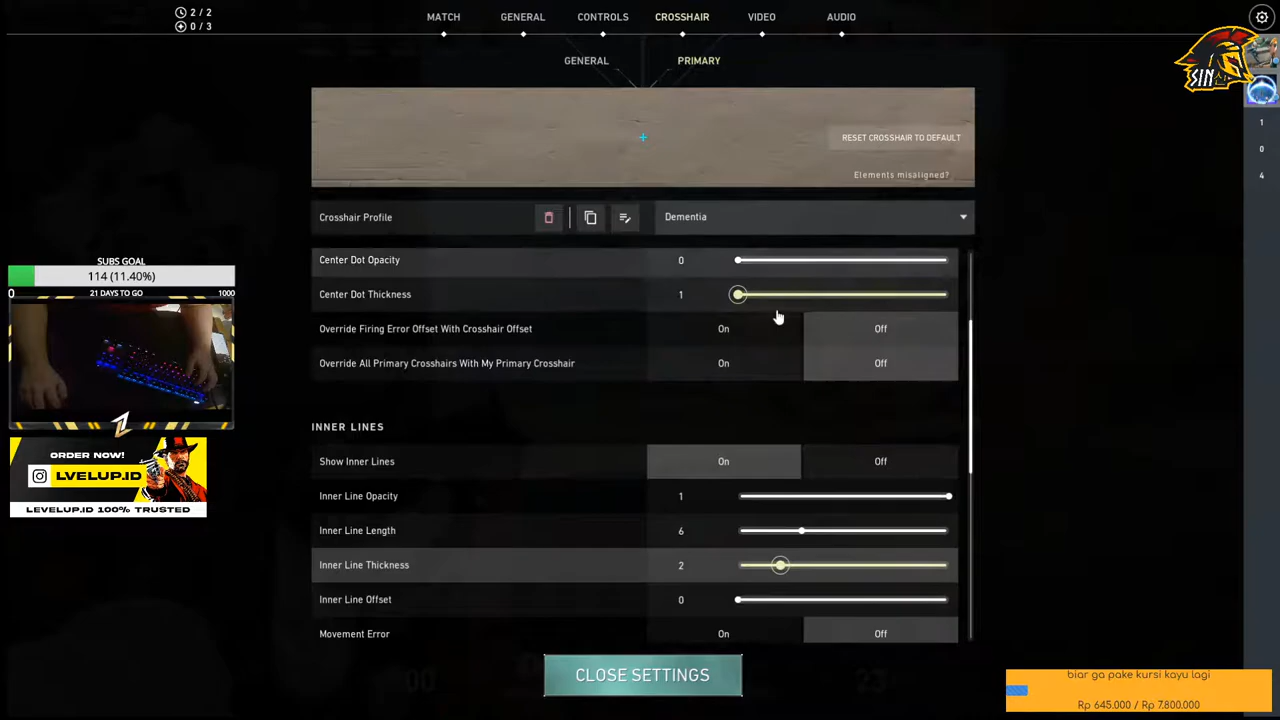 2 / 2
0 / 3
MATCH
GENERAL
CONTROLS
CROSSHAIR
VIDEO
AUDIO
GENERAL
PRIMARY
SIN
RESET CROSSHAIR TO DEFAULT
Elements misaligned?
1
0
4
Crosshair Profile
Dementia
Center Dot Opacity
0
Center Dot Thickness
1
Override Firing Error Offset With Crosshair Offset
On
Off
Override All Primary Crosshairs With My Primary Crosshair
On
Off
INNER LINES
Show Inner Lines
On
Off
Inner Line Opacity
1
Inner Line Length
6
Inner Line Thickness
2
Inner Line Offset
0
Movement Error
On
Off
CLOSE SETTINGS
SUBS GOAL
114 (11.40%)
0
21 DAYS TO GO
1000
ORDER NOW!
LVELUP.ID
LEVELUP.ID 100% TRUSTED
biar ga pake kursi kayu lagi
Rp 645.000 / Rp 7.800.000